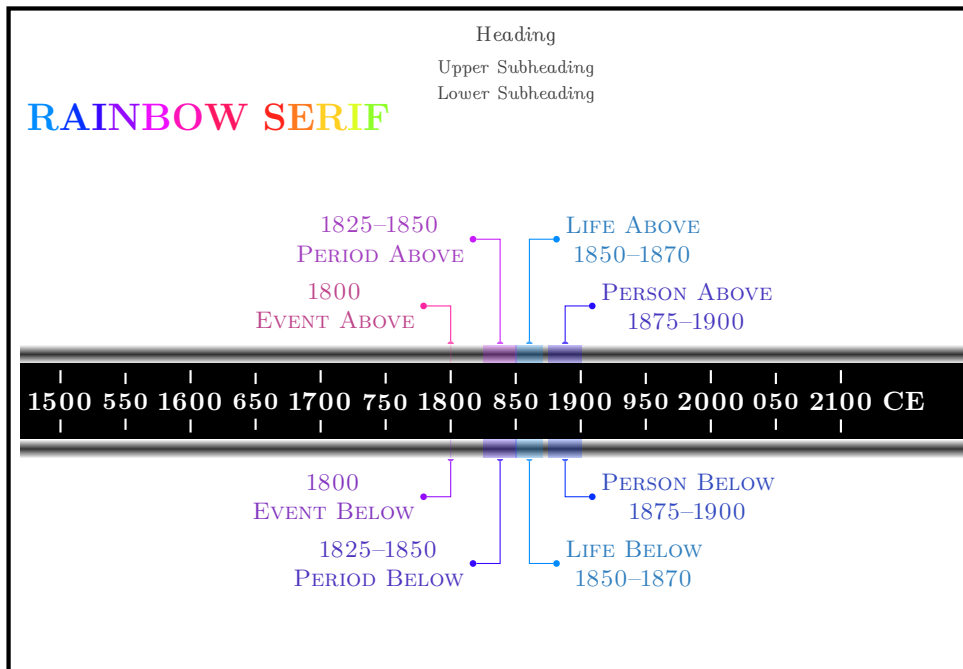 Heading
Upper Subheading
Lower Subheading
RAINBOW SERIF
1825–1850
PERIOD ABOVE
LIFE ABOVE
1850–1870
1800
EVENT ABOVE
PERSON ABOVE
1875–1900
1500 550 1600 650 1700 750 1800 850 1900 950 2000 050 2100 CE
1800
EVENT BELOW
PERSON BELOW
1875–1900
1825–1850
PERIOD BELOW
LIFE BELOW
1850–1870